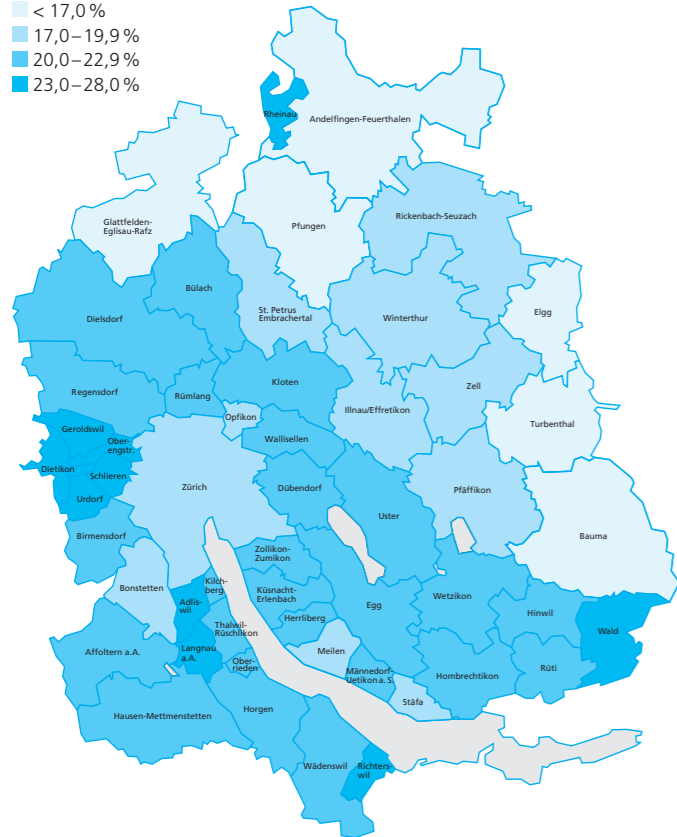 < 17,0 %
17,0–19,9 %
20,0–22,9 %
23,0–28,0 %
Rheinau
Andelfingen-Feuerthalen
Glattfelden-
Eglisau-Rafz
Pfungen
Rickenbach-Seuzach
Bülach
Dielsdorf
St. Petrus
Embrachertal
Winterthur
Elgg
Regensdorf
Rümlang
Kloten
Zell
Opfikon
Illnau/Effretikon
Turbenthal
Geroldswil
Ober-
engstr.
Wallisellen
Dietikon
Schlieren
Urdorf
Zürich
Dübendorf
Pfäffikon
Uster
Birmensdorf
Bauma
Zollikon-
Zumikon
Bonstetten
Kilch-
berg
Adlis-
wil
Küsnacht-
Erlenbach
Egg
Wetzikon
Hinwil
Herrliberg
Thalwil-
Rüschlikon
Wald
Affoltern a.A.
Langnau
a.A.
Meilen
Ober-
rieden
Männedorf-
Uetikon a. S.
Hombrechtikon
Rüti
Stäfa
Hausen-Mettmenstetten
Horgen
Wädenswil
Richters-
wil